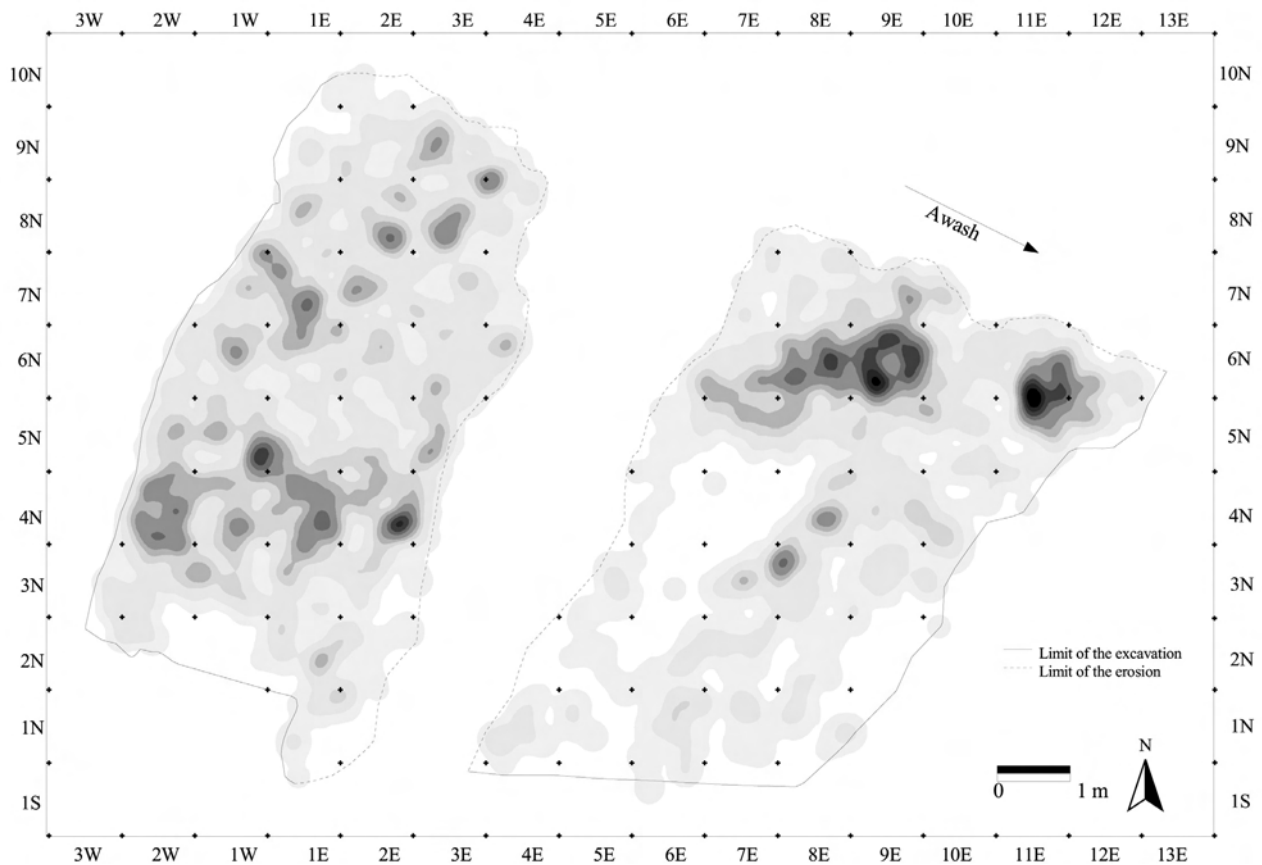 3W 2W 1W 1E 2E 3E 4E 5E 6E 7E 8E 9E 10E 11E 12E 13E
10N 10N
9N 9N
8N 8N
Awash
7N 7N
6N 6N
5N 5N
4N 4N
3N 3N
Limit of the excavation
2N 2N
Limit of the erosion
1N 1N
N
0 1 m
1S 1S
3W 2W 1W 1E 2E 3E 4E 5E 6E 7E 8E 9E 10E 11E 12E 13E